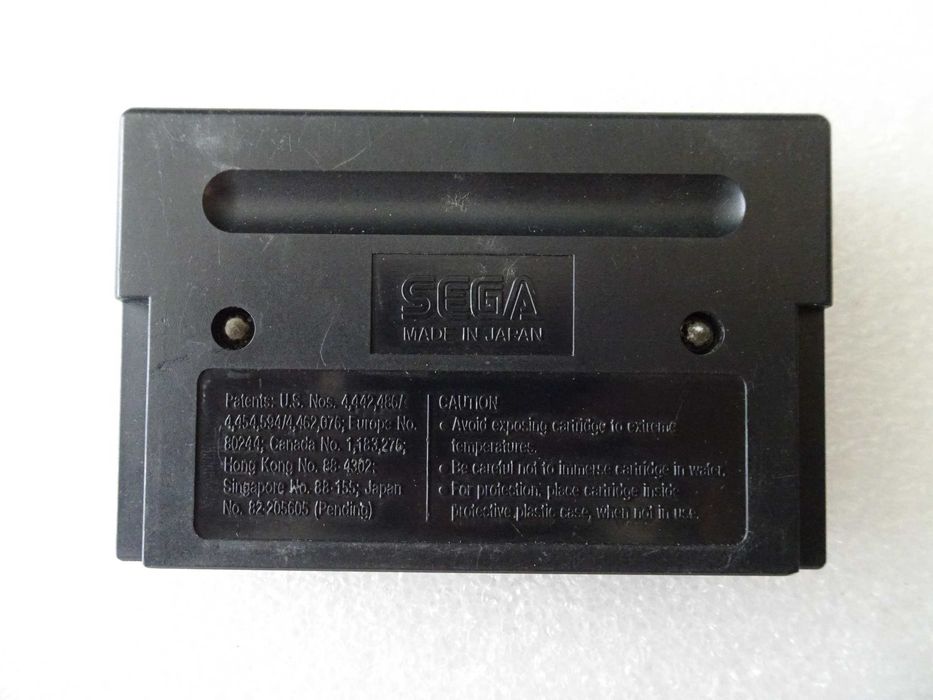 SEGA
MADE IN JAPAN
Patents: U.S. Nos. 4,442,486/
4,454,594/4,462,076; Europe No.
80244; Canada No. 1,183,276;
Hong Kong No. 88-4302;
Singapore No. 88-155; Japan
No. 82-205605 (Pending)
CAUTION
• Avoid exposing cartridge to extreme
temperatures.
• Be careful not to immerse cartridge in water.
• For protection, place cartridge inside
protective plastic case, when not in use.